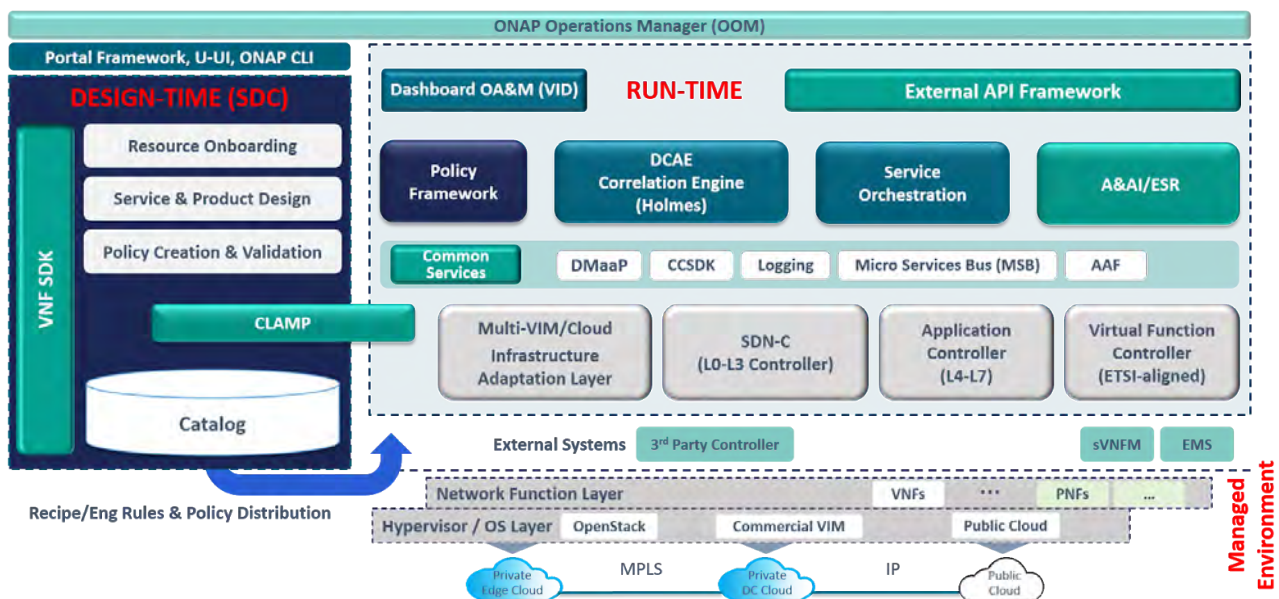 ONAP Operations Manager (OOM)
Portal Framework, U-UI, ONAP CLI
DESIGN-TIME (SDC)
VNF SDK
Resource Onboarding
Service & Product Design
Policy Creation & Validation
CLAMP
Catalog
Recipe/Eng Rules & Policy Distribution
Dashboard OA&M (VID)
RUN-TIME
External API Framework
Policy
Framework
DCAE
Correlation Engine
(Holmes)
Service
Orchestration
A&AI/ESR
Common
Services
DMaaP
CCSDK
Logging
Micro Services Bus (MSB)
AAF
Multi-VIM/Cloud
Infrastructure
Adaptation Layer
SDN-C
(L0-L3 Controller)
Application
Controller
(L4-L7)
Virtual Function
Controller
(ETSI-aligned)
External Systems
3rd Party Controller
sVNFM
EMS
Network Function Layer
VNFs
...
PNFs
...
Hypervisor / OS Layer
OpenStack
Commercial VIM
Public Cloud
Private
Edge Cloud
MPLS
Private
DC Cloud
IP
Public
Cloud
Managed
Environment